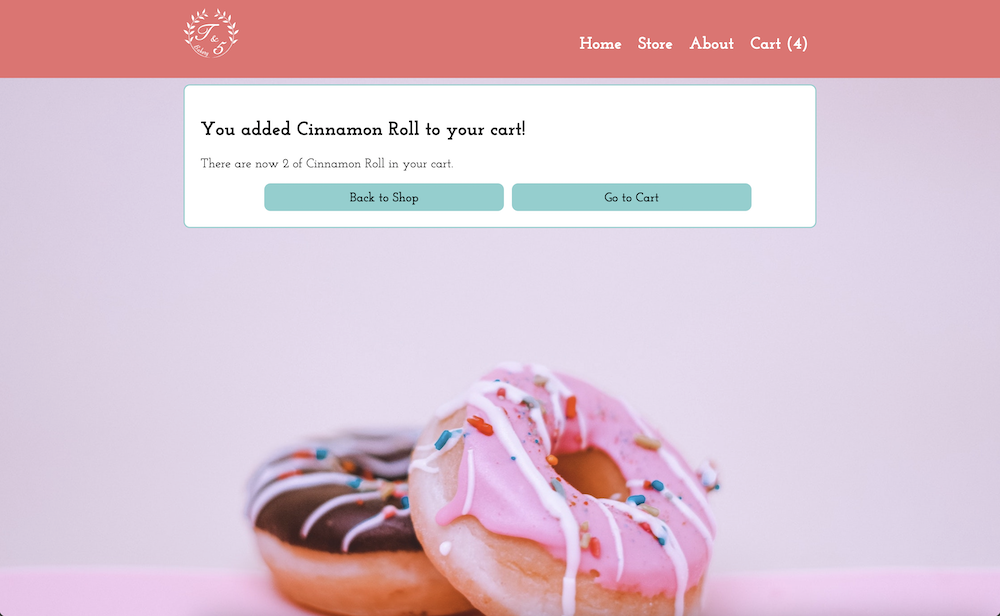 T & S
Bakery
Home Store About Cart (4)
You added Cinnamon Roll to your cart!
There are now 2 of Cinnamon Roll in your cart.
Back to Shop Go to Cart